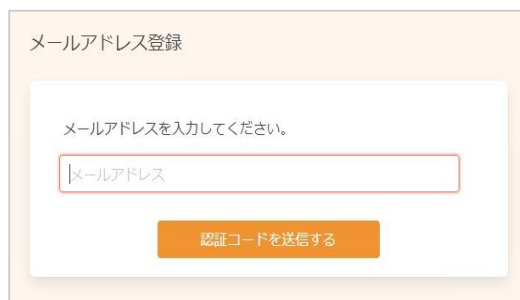 メールアドレス登録
メールアドレスを入力してください。
メールアドレス
認証コードを送信する